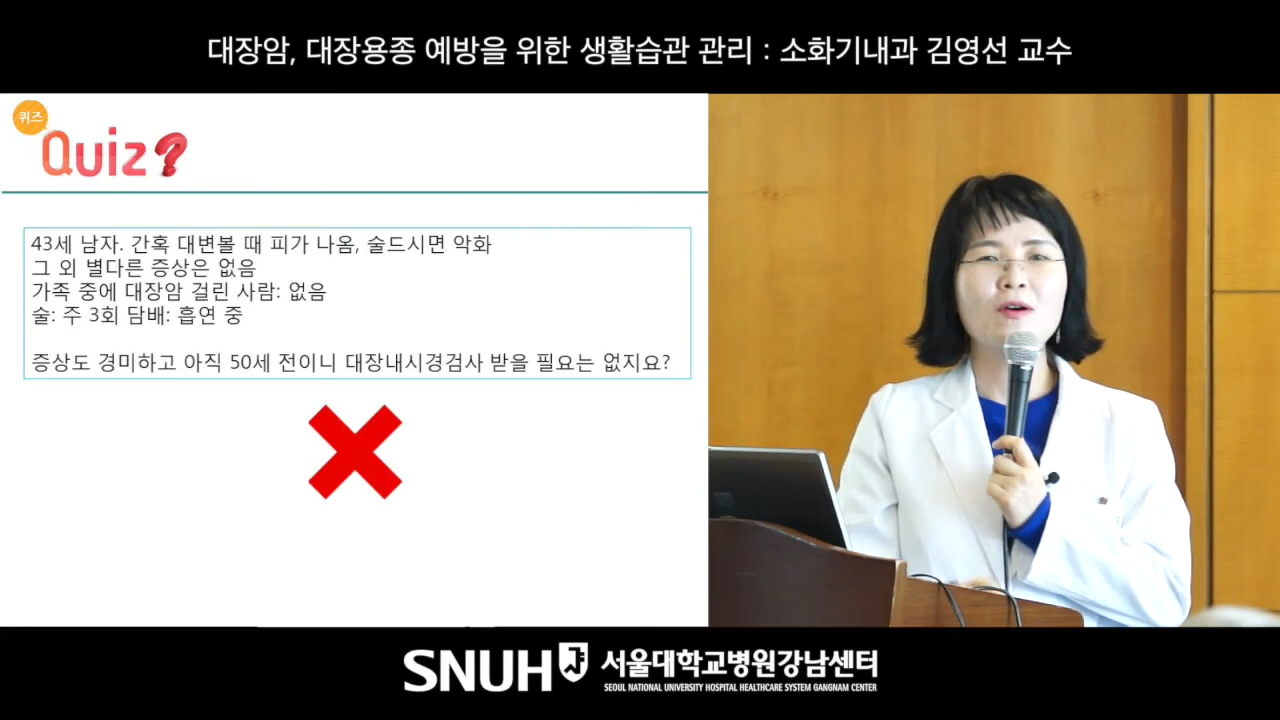 대장암, 대장용종 예방을 위한 생활습관 관리 : 소화기내과 김영선 교수
퀴즈
Quiz?
43세 남자. 간혹 대변볼 때 피가 나옴, 술드시면 악화
그 외 별다른 증상은 없음
가족 중에 대장암 걸린 사람: 없음
술: 주 3회 담배: 흡연 중
증상도 경미하고 아직 50세 전이니 대장내시경검사 받을 필요는 없지요?
SNUH 서울대학교병원강남센터
SEOUL NATIONAL UNIVERSITY HOSPITAL HEALTHCARE SYSTEM GANGNAM CENTER